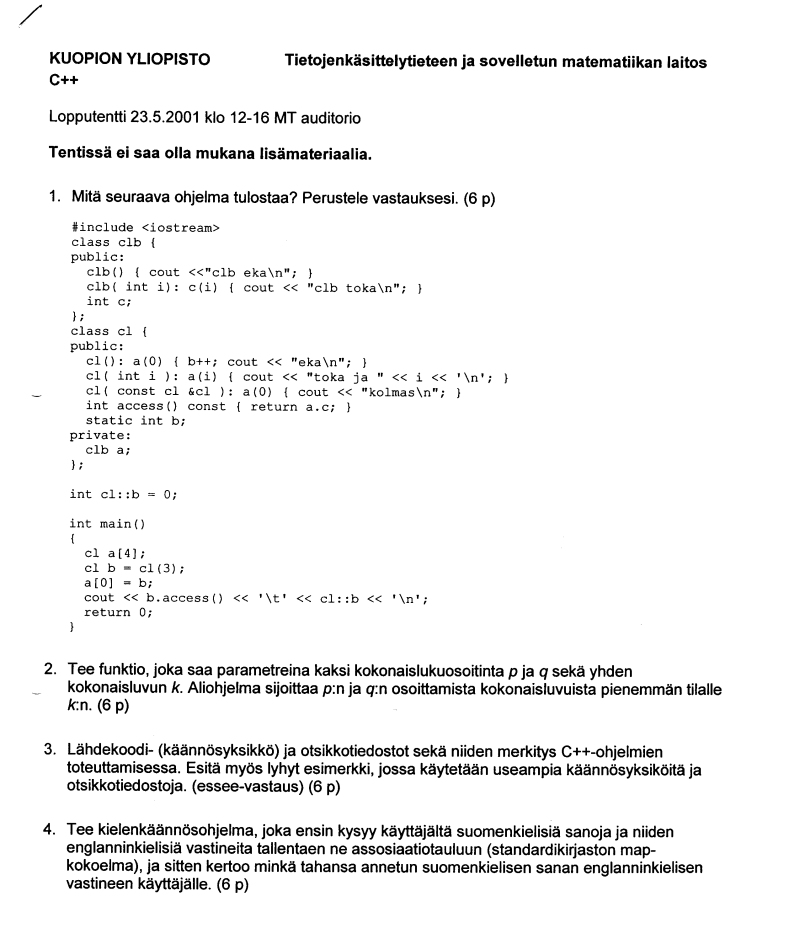 KUOPION YLIOPISTO Tietojenkäsittelytieteen ja sovelletun matematiikan laitos
C++
Lopputentti 23.5.2001 klo 12-16 MT auditorio
Tentissä ei saa olla mukana lisämateriaalia.
1. Mitä seuraava ohjelma tulostaa? Perustele vastauksesi. (6 p)
#include <iostream>
class clb {
public:
  clb() { cout <<"clb eka\n"; }
  clb( int i): c(i) { cout << "clb toka\n"; }
  int c;
};
class cl {
public:
  cl(): a(0) { b++; cout << "eka\n"; }
  cl( int i ): a(i) { cout << "toka ja " << i << '\n'; }
  cl( const cl &cl ): a(0) { cout << "kolmas\n"; }
  int access() const { return a.c; }
  static int b;
private:
  clb a;
};
int cl::b = 0;
int main()
{
  cl a[4];
  cl b = cl(3);
  a[0] = b;
  cout << b.access() << '\t' << cl::b << '\n';
  return 0;
}
2. Tee funktio, joka saa parametreina kaksi kokonaislukuosoitinta p ja q sekä yhden
kokonaisluvun k. Aliohjelma sijoittaa p:n ja q:n osoittamista kokonaisluvuista pienemmän tilalle
k:n. (6 p)
3. Lähdekoodi- (käännösyksikkö) ja otsikkotiedostot sekä niiden merkitys C++-ohjelmien
toteuttamisessa. Esitä myös lyhyt esimerkki, jossa käytetään useampia käännösyksiköitä ja
otsikkotiedostoja. (essee-vastaus) (6 p)
4. Tee kielenkäännösohjelma, joka ensin kysyy käyttäjältä suomenkielisiä sanoja ja niiden
englanninkielisiä vastineita tallentaen ne assosiaatiotauluun (standardikirjaston map-
kokoelma), ja sitten kertoo minkä tahansa annetun suomenkielisen sanan englanninkielisen
vastineen käyttäjälle. (6 p)